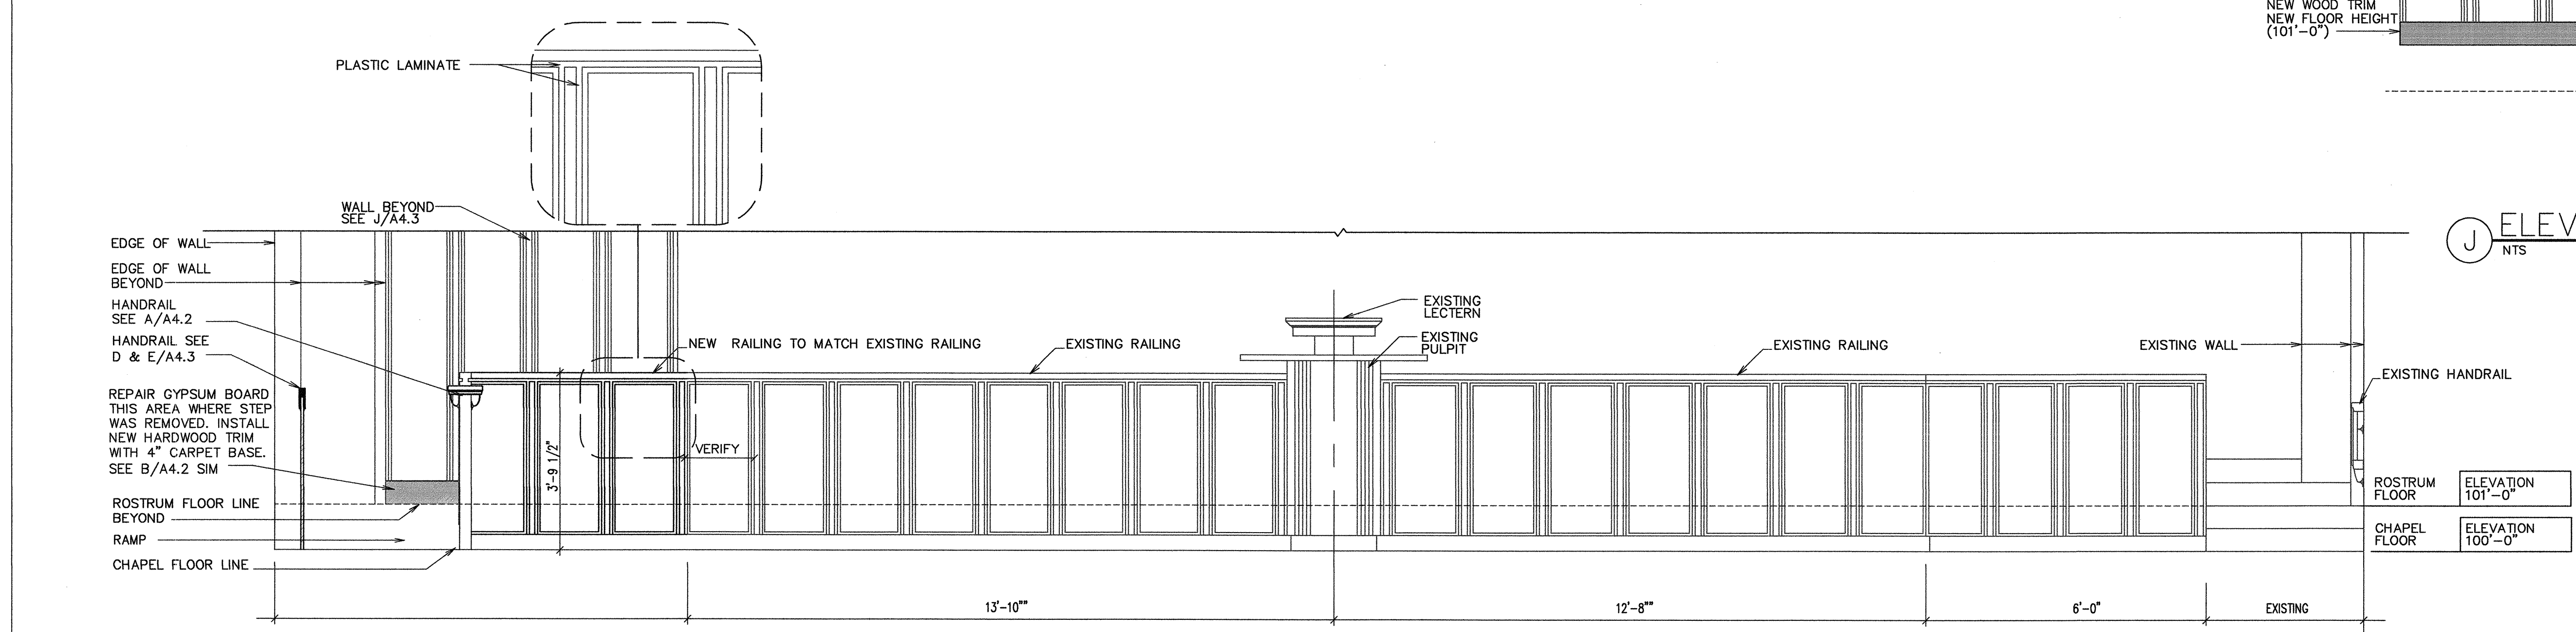 NEW WOOD TRIM
NEW FLOOR HEIGHT
(101'-0")
PLASTIC LAMINATE
WALL BEYOND
SEE J/A4.3
EDGE OF WALL
EDGE OF WALL
BEYOND
HANDRAIL
SEE A/A4.2
HANDRAIL SEE
D & E/A4.3
REPAIR GYPSUM BOARD
THIS AREA WHERE STEP
WAS REMOVED. INSTALL
NEW HARDWOOD TRIM
WITH 4" CARPET BASE.
SEE B/A4.2 SIM
ROSTRUM FLOOR LINE
BEYOND
RAMP
CHAPEL FLOOR LINE
NEW RAILING TO MATCH EXISTING RAILING
EXISTING RAILING
3'-9 1/2"
VERIFY
EXISTING
LECTERN
EXISTING
PULPIT
EXISTING RAILING
EXISTING WALL
EXISTING HANDRAIL
J
ELEV
NTS
ROSTRUM
FLOOR
ELEVATION
101'-0"
CHAPEL
FLOOR
ELEVATION
100'-0"
13'-10""
12'-8""
6'-0"
EXISTING